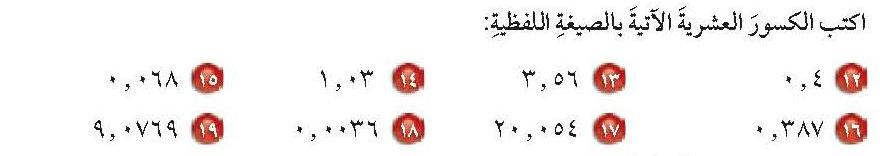 اكتب الكسورَ العشريةَ الآتيةَ بالصيغةِ اللفظيةِ:
١٢ ٠,٤ ١٣ ٣,٥٦ ١٤ ١,٠٣ ١٥ ٠,٠٦٨
١٦ ٠,٣٨٧ ١٧ ٢٠,٠٥٤ ١٨ ٠,٠٠٣٦ ١٩ ٩,٠٧٦٩